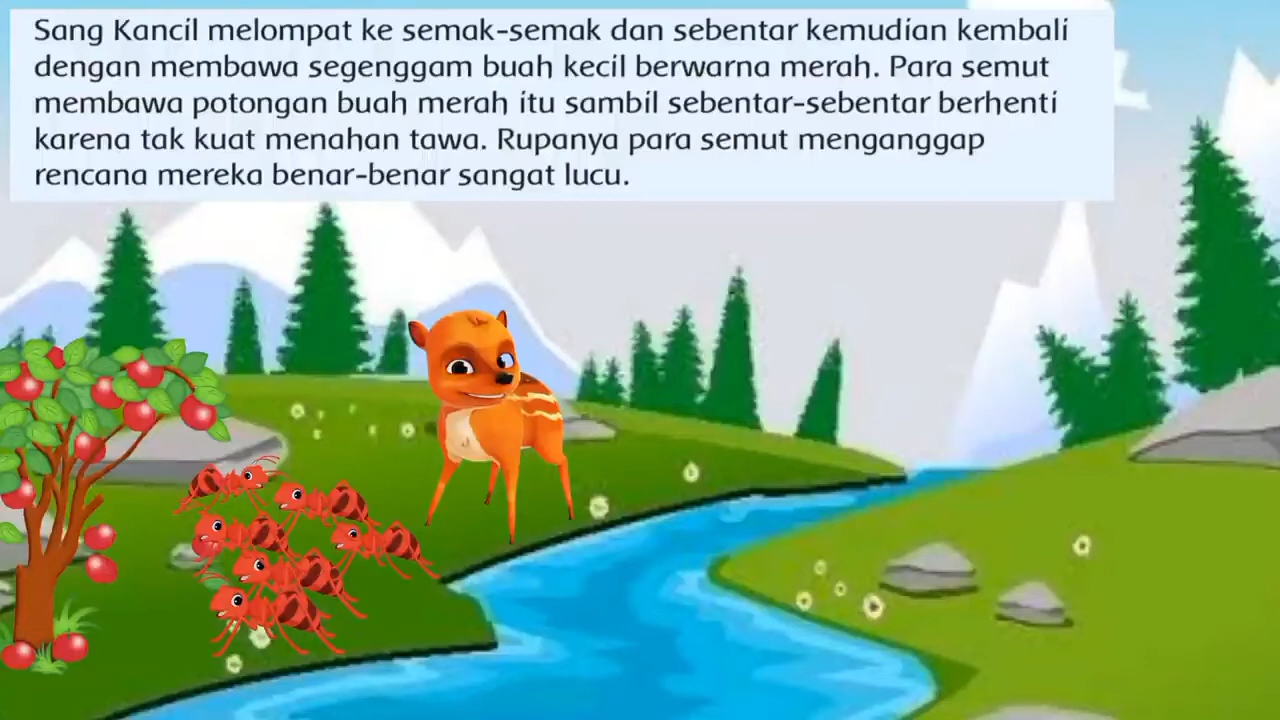 Sang Kancil melompat ke semak-semak dan sebentar kemudian kembali
dengan membawa segenggam buah kecil berwarna merah. Para semut
membawa potongan buah merah itu sambil sebentar-sebentar berhenti
karena tak kuat menahan tawa. Rupanya para semut menganggap
rencana mereka benar-benar sangat lucu.